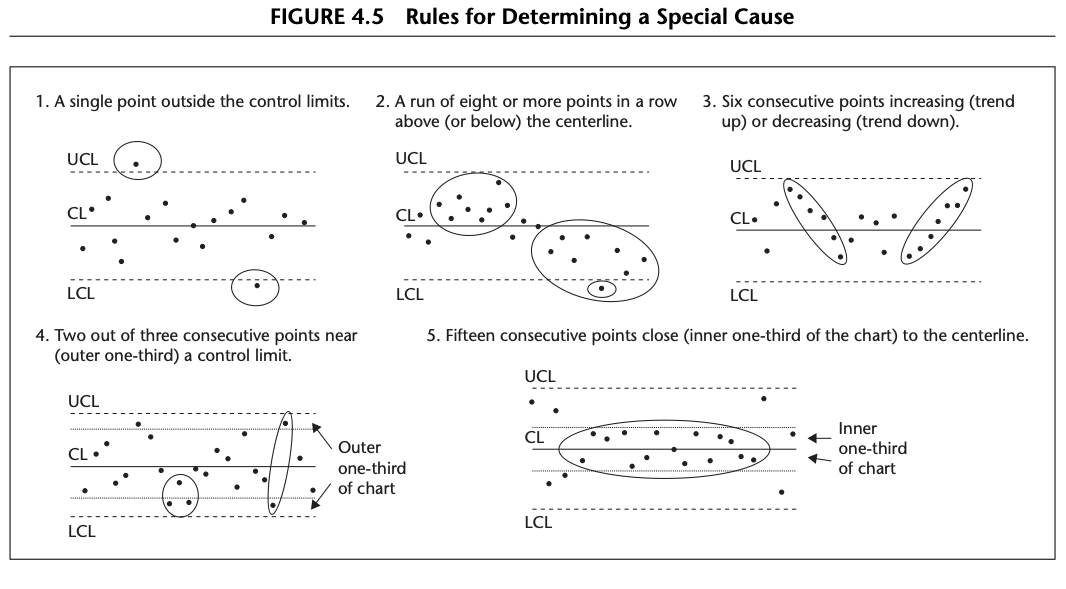 FIGURE 4.5 Rules for Determining a Special Cause
1. A single point outside the control limits.
UCL
CL
LCL
2. A run of eight or more points in a row
above (or below) the centerline.
UCL
CL
LCL
3. Six consecutive points increasing (trend
up) or decreasing (trend down).
UCL
CL
LCL
4. Two out of three consecutive points near
(outer one-third) a control limit.
UCL
CL
LCL
Outer
one-third
of chart
5. Fifteen consecutive points close (inner one-third of the chart) to the centerline.
UCL
CL
LCL
Inner
one-third
of chart